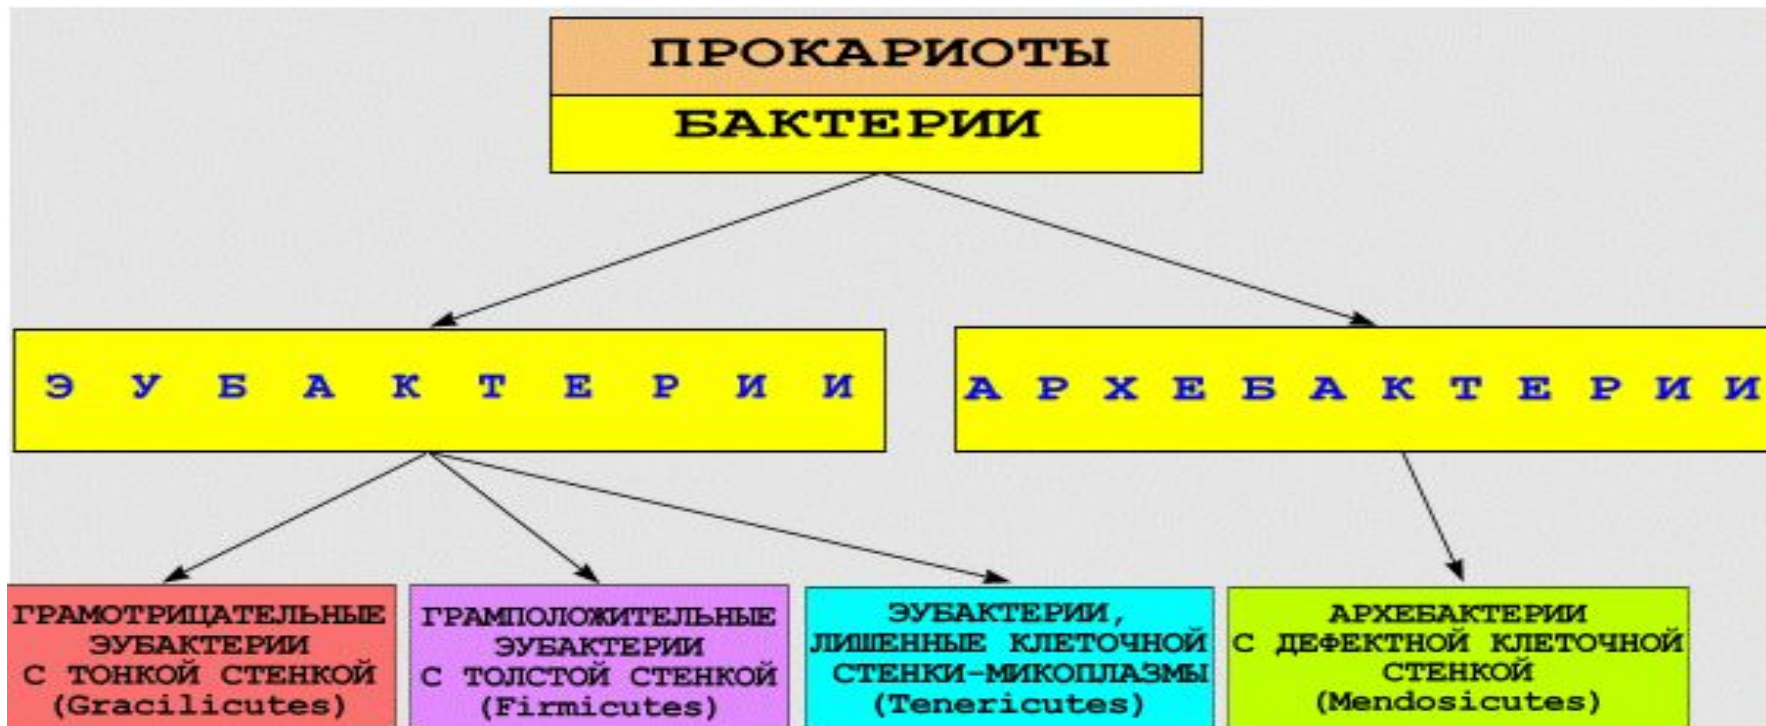 ПРОКАРИОТЫ
БАКТЕРИИ
Э У Б А К Т Е Р И И
А Р Х Е Б А К Т Е Р И И
ГРАМОТРИЦАТЕЛЬНЫЕ
ЭУБАКТЕРИИ
С ТОНКОЙ СТЕНКОЙ
(Gracilicutes)
ГРАМПОЛОЖИТЕЛЬНЫЕ
ЭУБАКТЕРИИ
С ТОЛСТОЙ СТЕНКОЙ
(Firmicutes)
ЭУБАКТЕРИИ,
ЛИШЕННЫЕ КЛЕТОЧНОЙ
СТЕНКИ-МИКОПЛАЗМЫ
(Tenericutes)
АРХЕБАКТЕРИИ
С ДЕФЕКТНОЙ КЛЕТОЧНОЙ
СТЕНКОЙ
(Mendosicutes)